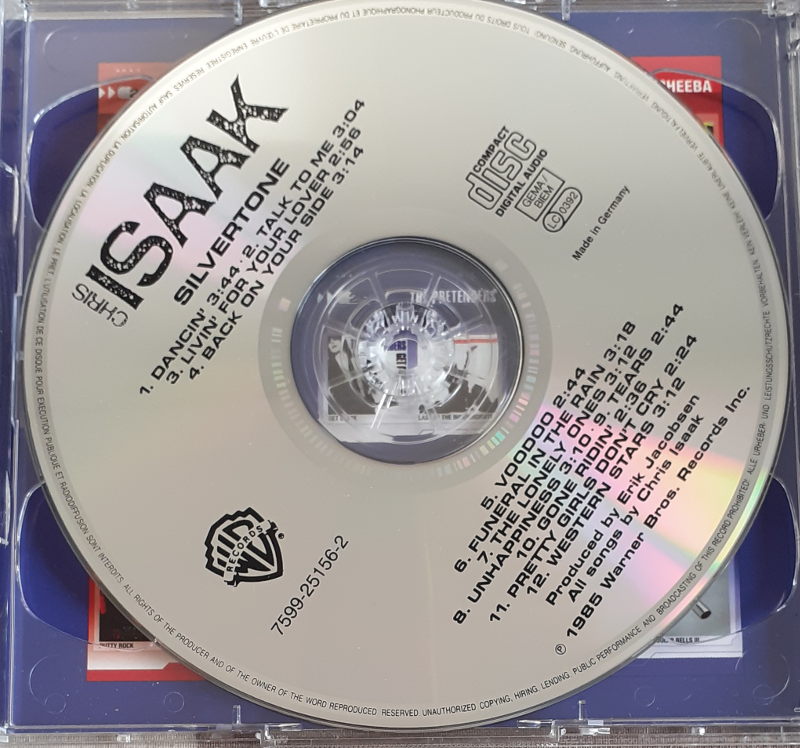 CHRIS
ISAAK
SILVERTONE
1. DANCIN' 3:44 · 2. TALK TO ME 3:04
3. LIVIN' FOR YOUR LOVER 2:56
4. BACK ON YOUR SIDE 3:14
COMPACT
disc
DIGITAL AUDIO
GEMA
BIEM
LC 0392
Made in Germany
5. VOODOO 2:44
6. FUNERAL IN THE RAIN 3:18
7. THE LONELY ONES 3:12
8. UNHAPPINESS 3:10
TEARS 2:44
10. GONE RIDIN' 2:36
11. PRETTY GIRLS DON'T CRY 2:24
12. WESTERN STARS 3:12
Produced by Erik Jacobsen
All songs by Chris Isaak
℗ 1985 Warner Bros. Records Inc.
RECORDS
®
7599-25156-2
ALL RIGHTS OF THE PRODUCER AND OF THE OWNER OF THE WORD REPRODUCED RESERVED. UNAUTHORIZED COPYING, HIRING, LENDING, PUBLIC PERFORMANCE AND BROADCASTING OF THIS RECORD PROHIBITED!
THE PRETENDERS
CHEEBA
BELLS III